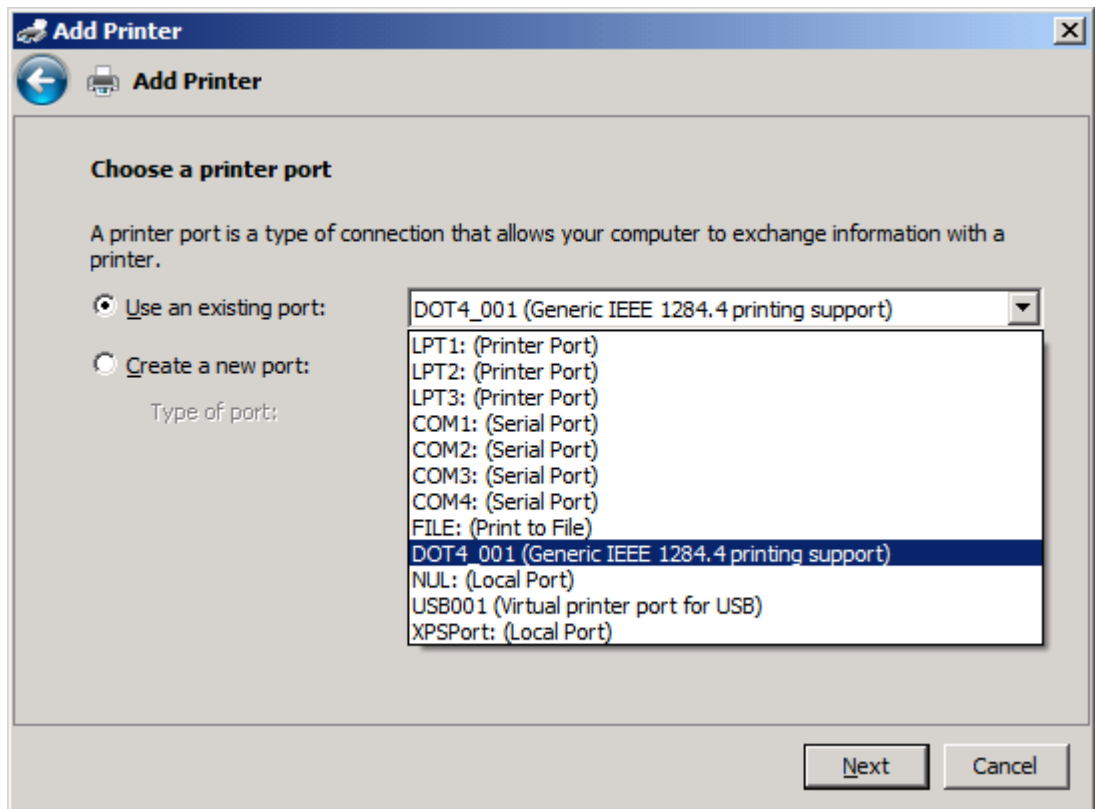 Add Printer
Add Printer
Choose a printer port
A printer port is a type of connection that allows your computer to exchange information with a
printer.
Use an existing port:
DOT4_001 (Generic IEEE 1284.4 printing support)
LPT1: (Printer Port)
LPT2: (Printer Port)
LPT3: (Printer Port)
COM1: (Serial Port)
COM2: (Serial Port)
COM3: (Serial Port)
COM4: (Serial Port)
FILE: (Print to File)
DOT4_001 (Generic IEEE 1284.4 printing support)
NUL: (Local Port)
USB001 (Virtual printer port for USB)
XPSPort: (Local Port)
Create a new port:
Type of port:
Next
Cancel